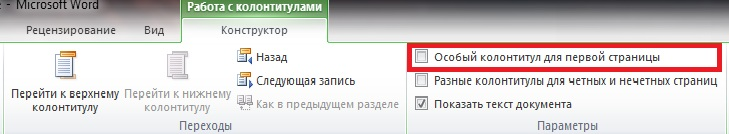 - Microsoft Word
Работа с колонтитулами
Рецензирование Вид Конструктор
Перейти к верхнему колонтитулу
Перейти к нижнему колонтитулу
Назад
Следующая запись
Как в предыдущем разделе
Переходы
Особый колонтитул для первой страницы
Разные колонтитулы для четных и нечетных страниц
Показать текст документа
Параметры